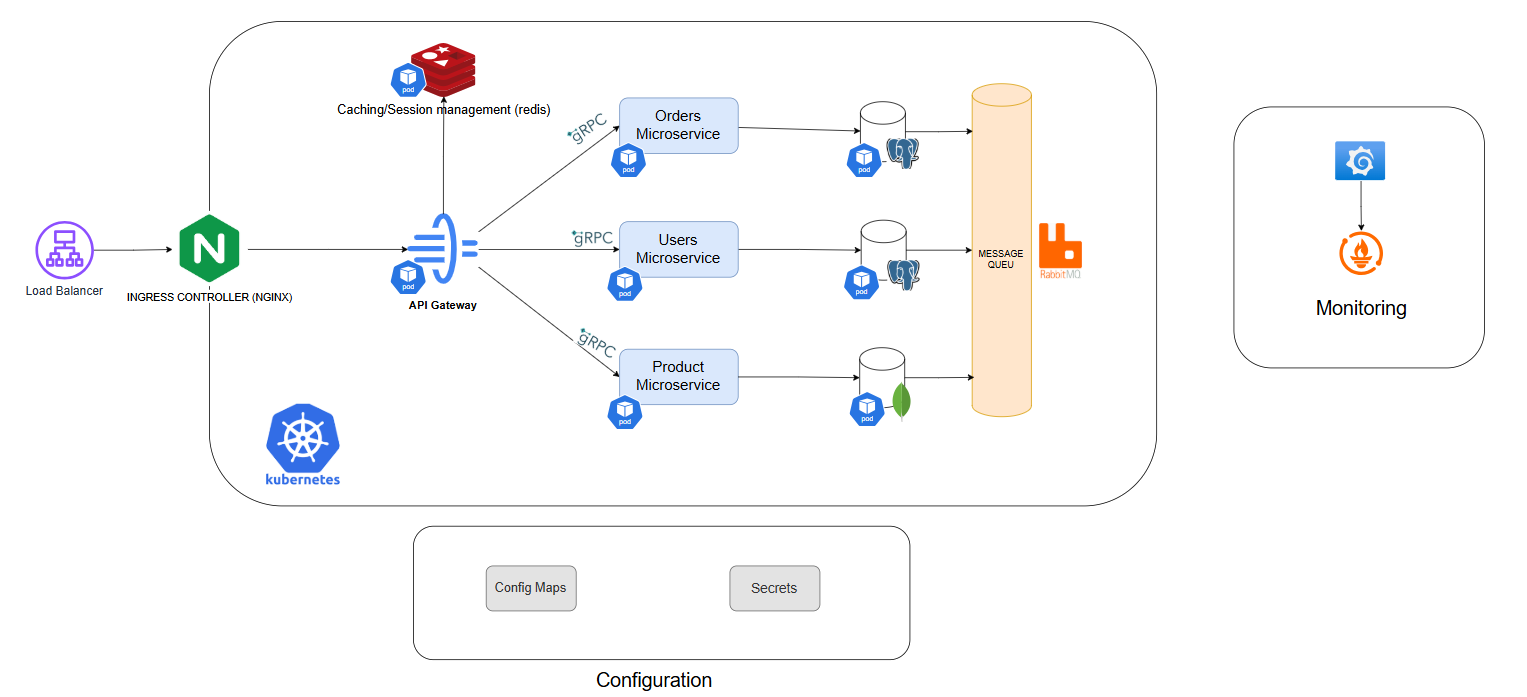 pod
Caching/Session management (redis)
gRPC
Orders
Microservice
pod
pod
Load Balancer
N
INGRESS CONTROLLER (NGINX)
pod
API Gateway
gRPC
Users
Microservice
pod
pod
MESSAGE
QUEU
RabbitMQ
gRPC
Product
Microservice
pod
pod
kubernetes
Monitoring
Config Maps
Secrets
Configuration